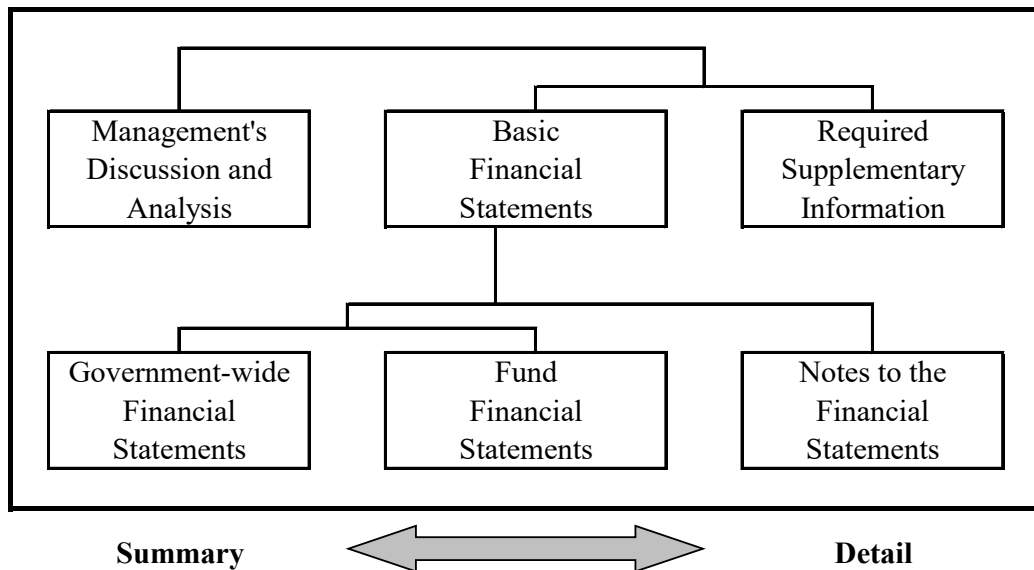 Management's
Discussion and
Analysis
Basic
Financial
Statements
Required
Supplementary
Information
Government-wide
Financial
Statements
Fund
Financial
Statements
Notes to the
Financial
Statements
Summary
Detail